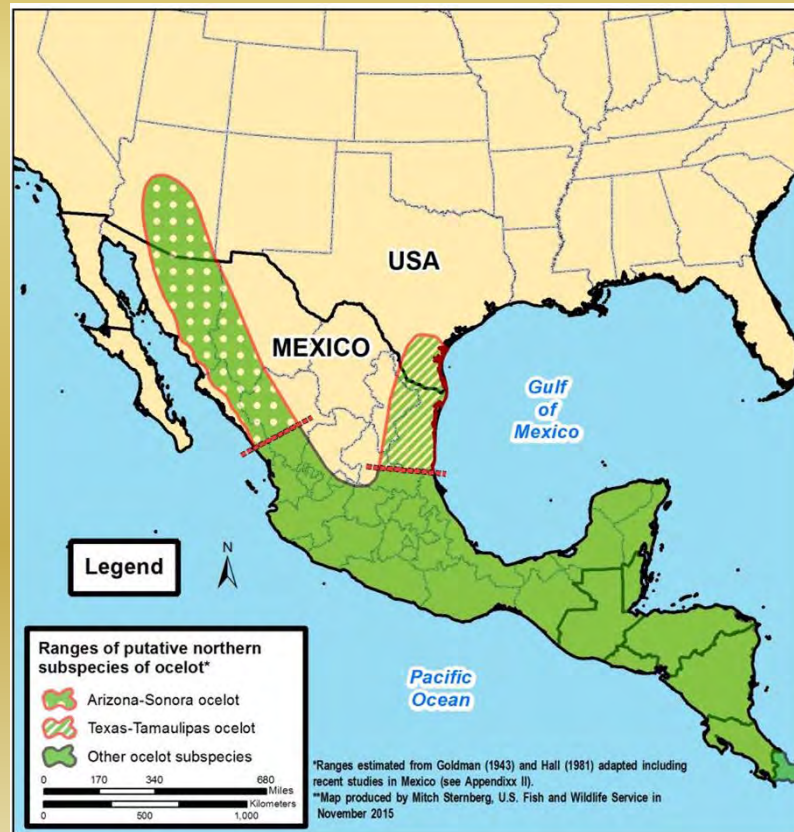 USA
MEXICO
Gulf
of
Mexico
N
Legend
Pacific
Ocean
Ranges of putative northern
subspecies of ocelot*
Arizona-Sonora ocelot
Texas-Tamaulipas ocelot
Other ocelot subspecies
0 170 340 680
Miles
Kilometers
0 500 1,000
*Ranges estimated from Goldman (1943) and Hall (1981) adapted including
recent studies in Mexico (see Appendixx II).
**Map produced by Mitch Sternberg, U.S. Fish and Wildlife Service in
November 2015